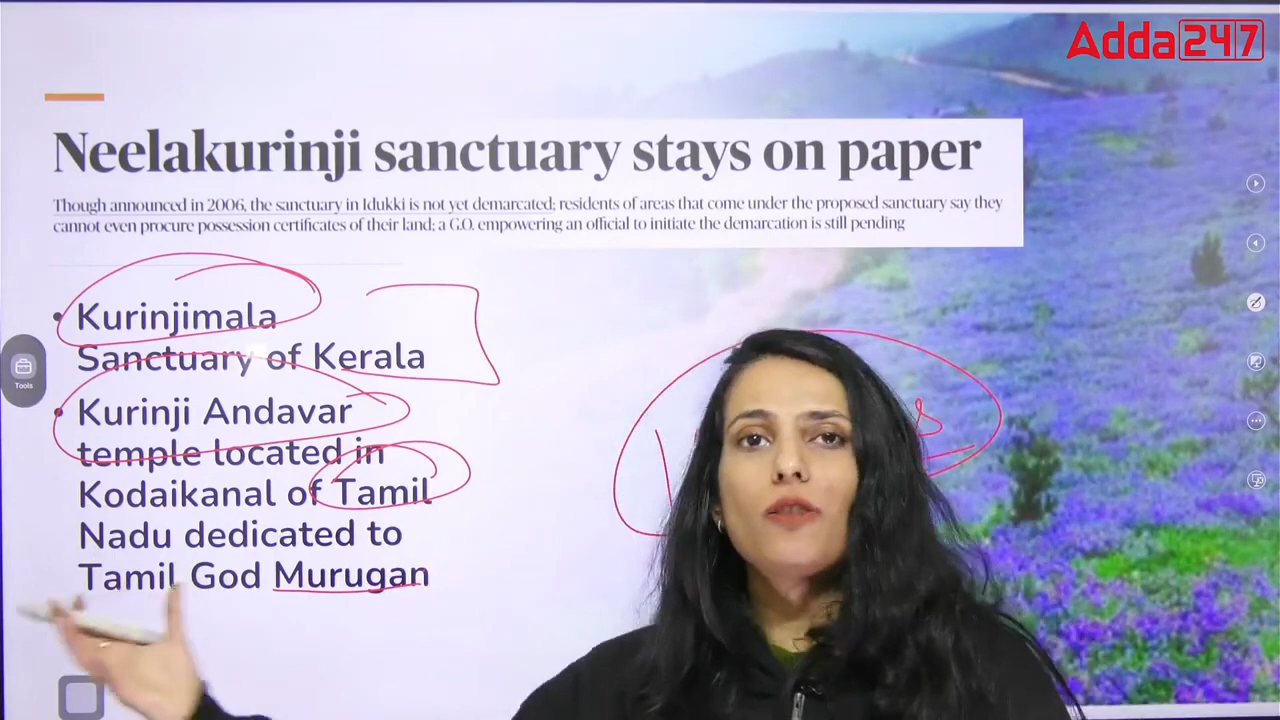 Adda247
Neelakurinji sanctuary stays on paper
Though announced in 2006, the sanctuary in Idukki is not yet demarcated; residents of areas that come under the proposed sanctuary say they
cannot even procure possession certificates of their land; a G.O. empowering an official to initiate the demarcation is still pending
• Kurinjimala
Sanctuary of Kerala
• Kurinji Andavar
temple located in
Kodaikanal of Tamil
Nadu dedicated to
Tamil God Murugan
Tools